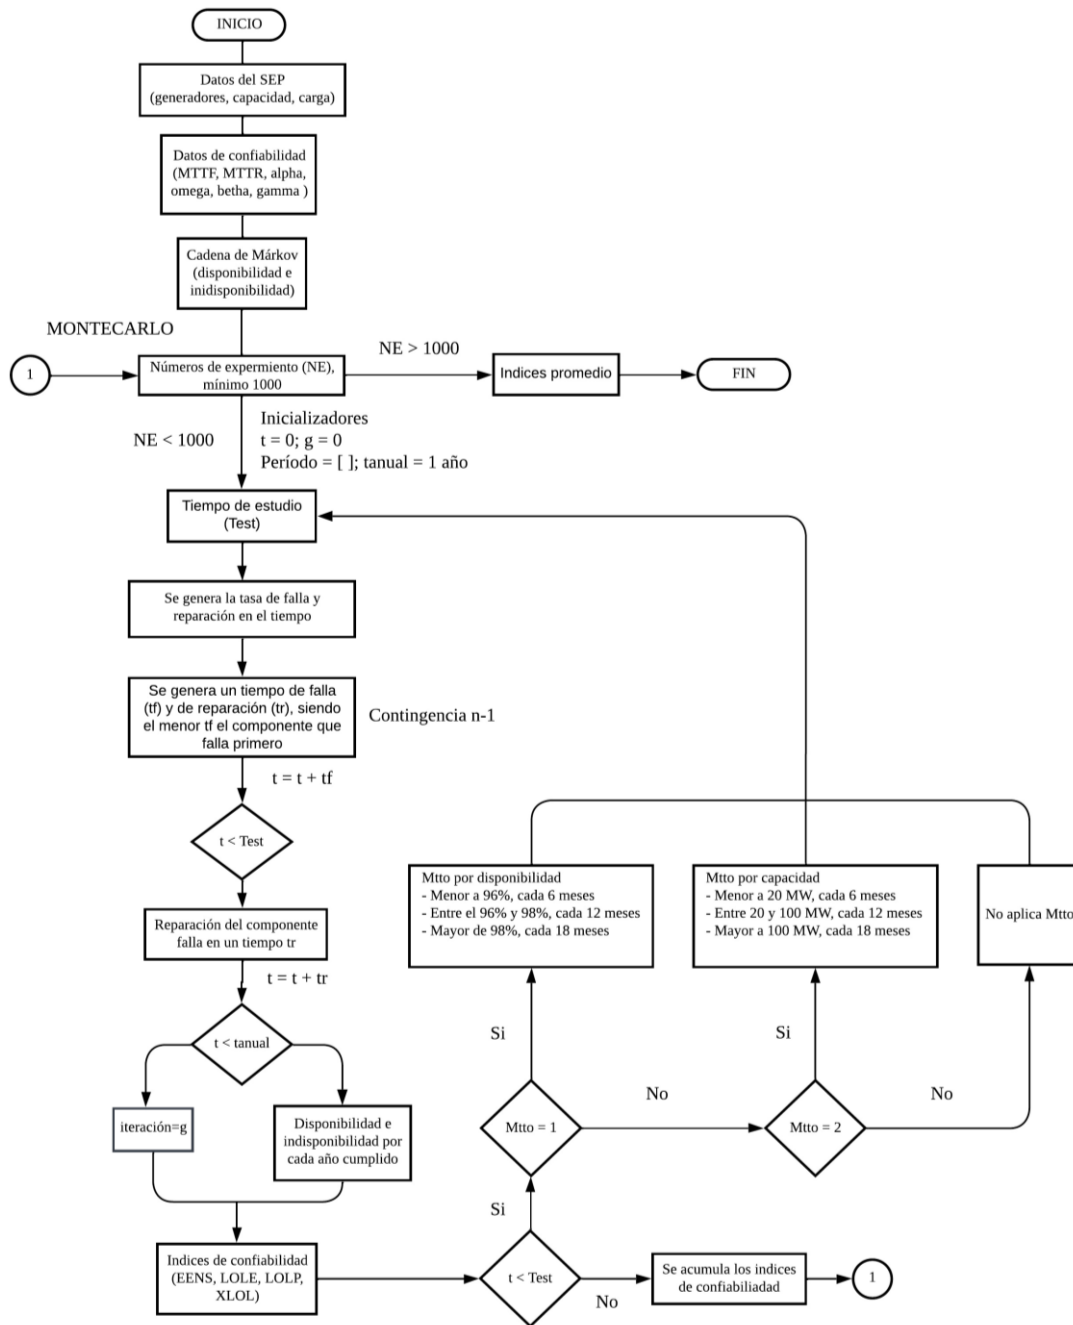 INICIO
Datos del SEP
(generadores, capacidad, carga)
Datos de confiabilidad
(MTTF, MTTR, alpha,
omega, betha, gamma )
Cadena de Márkov
(disponibilidad e
inidisponibilidad)
MONTECARLO
1
Números de expermiento (NE),
mínimo 1000
NE > 1000
Indices promedio
FIN
NE < 1000
Inicializadores
t = 0; g = 0
Período = [ ]; tanual = 1 año
Tiempo de estudio
(Test)
Se genera la tasa de falla y
reparación en el tiempo
Se genera un tiempo de falla
(tf) y de reparación (tr), siendo
el menor tf el componente que
falla primero
Contingencia n-1
t = t + tf
t < Test
Reparación del componente
falla en un tiempo tr
t = t + tr
t < tanual
iteración=g
Disponibilidad e
indisponibilidad por
cada año cumplido
Indices de confiabilidad
(EENS, LOLE, LOLP,
XLOL)
Mtto por disponibilidad
- Menor a 96%, cada 6 meses
- Entre el 96% y 98%, cada 12 meses
- Mayor de 98%, cada 18 meses
Mtto por capacidad
- Menor a 20 MW, cada 6 meses
- Entre 20 y 100 MW, cada 12 meses
- Mayor a 100 MW, cada 18 meses
No aplica Mtto
Si
Si
No
No
Mtto = 1
Mtto = 2
Si
t < Test
No
Se acumula los indices
de confiabiliadad
1